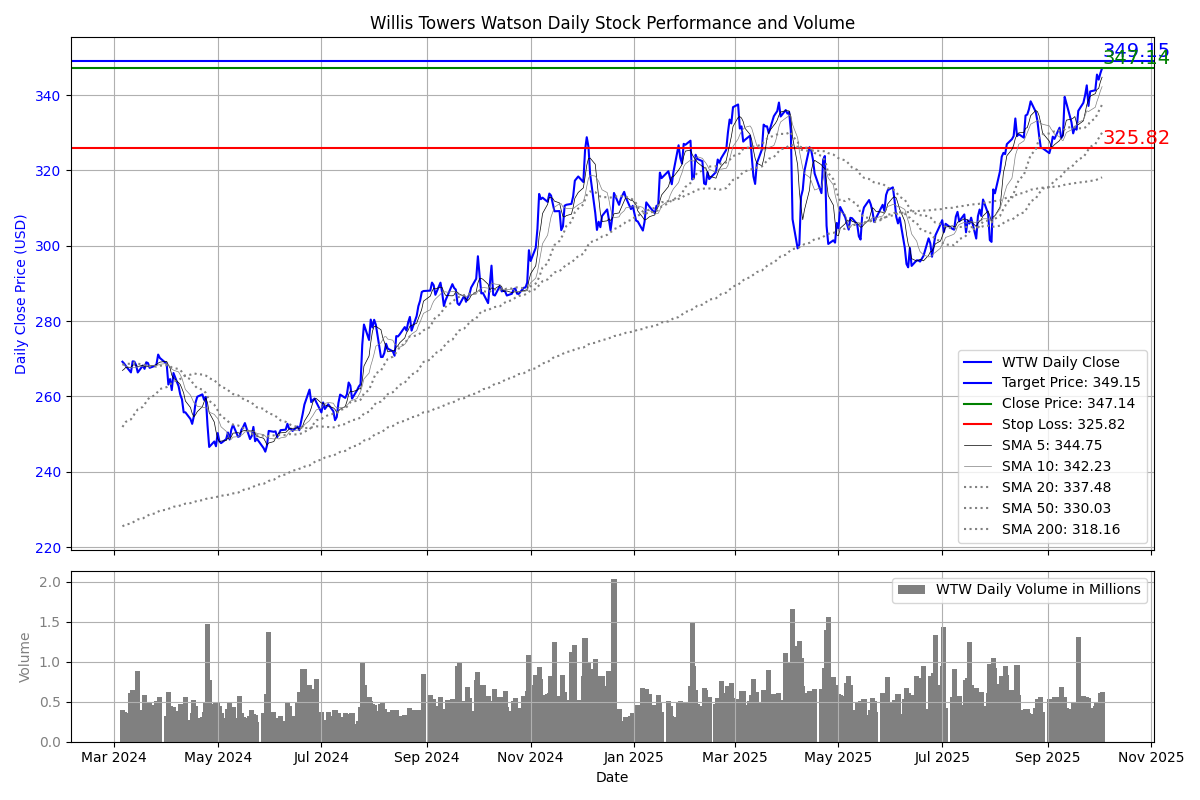 Willis Towers Watson Daily Stock Performance and Volume
349.15
347.14
325.82
Daily Close Price (USD)
340
320
300
280
260
240
220
WTW Daily Close
Target Price: 349.15
Close Price: 347.14
Stop Loss: 325.82
SMA 5: 344.75
SMA 10: 342.23
SMA 20: 337.48
SMA 50: 330.03
SMA 200: 318.16
Volume
2.0
1.5
1.0
0.5
0.0
WTW Daily Volume in Millions
Mar 2024 May 2024 Jul 2024 Sep 2024 Nov 2024 Jan 2025 Mar 2025 May 2025 Jul 2025 Sep 2025 Nov 2025
Date